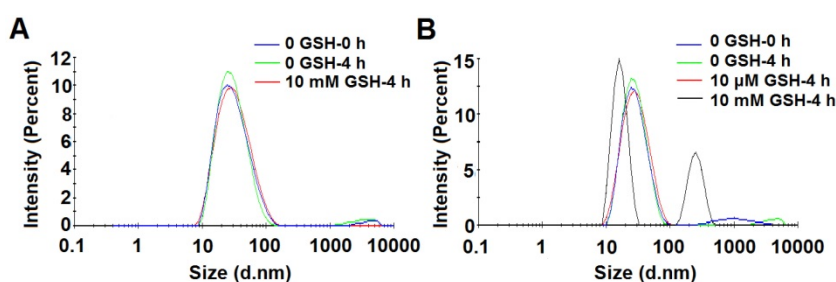 A
0 GSH-0 h
0 GSH-4 h
10 mM GSH-4 h
Intensity (Percent)
12
10
8
6
4
2
0
0.1 1 10 100 1000 10000
Size (d.nm)
B
0 GSH-0 h
0 GSH-4 h
10 µM GSH-4 h
10 mM GSH-4 h
Intensity (Percent)
15
10
5
0
0.1 1 10 100 1000 10000
Size (d.nm)